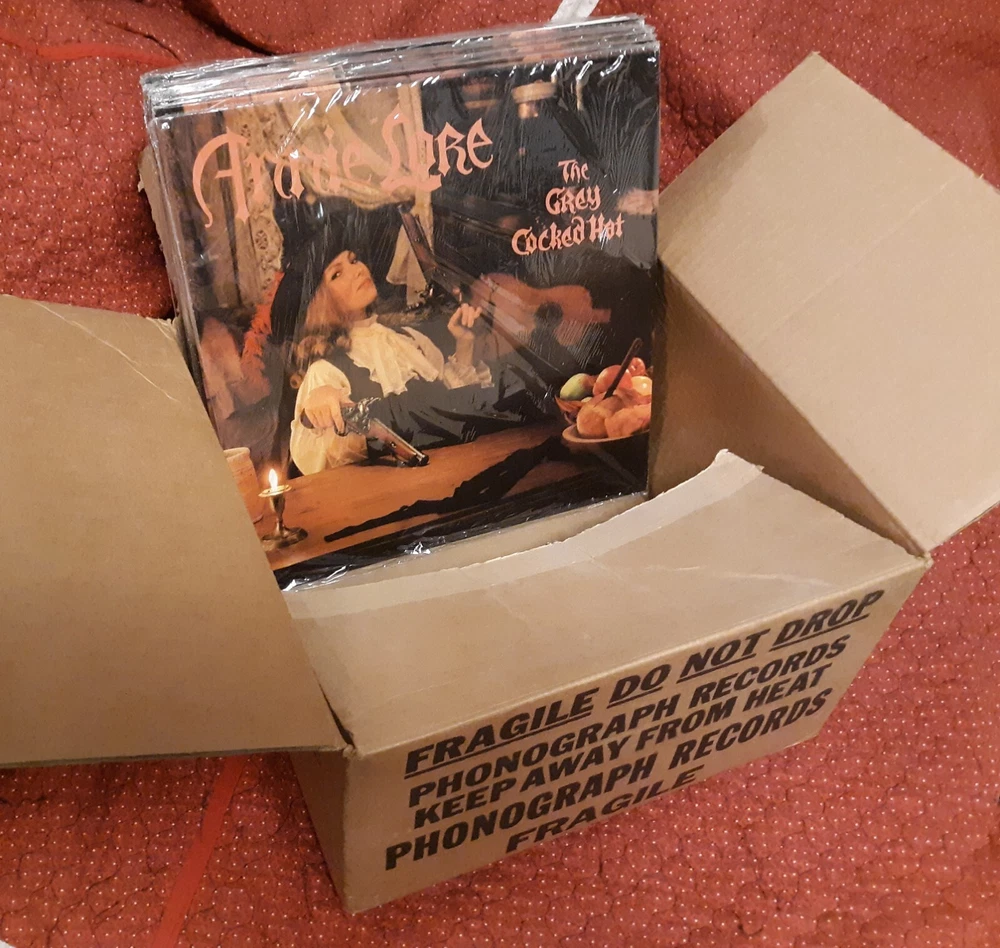 Annie Lore
The
Grey
Cocked Hat
FRAGILE DO NOT DROP
PHONOGRAPH RECORDS
KEEP AWAY FROM HEAT
PHONOGRAPH RECORDS
FRAGILE